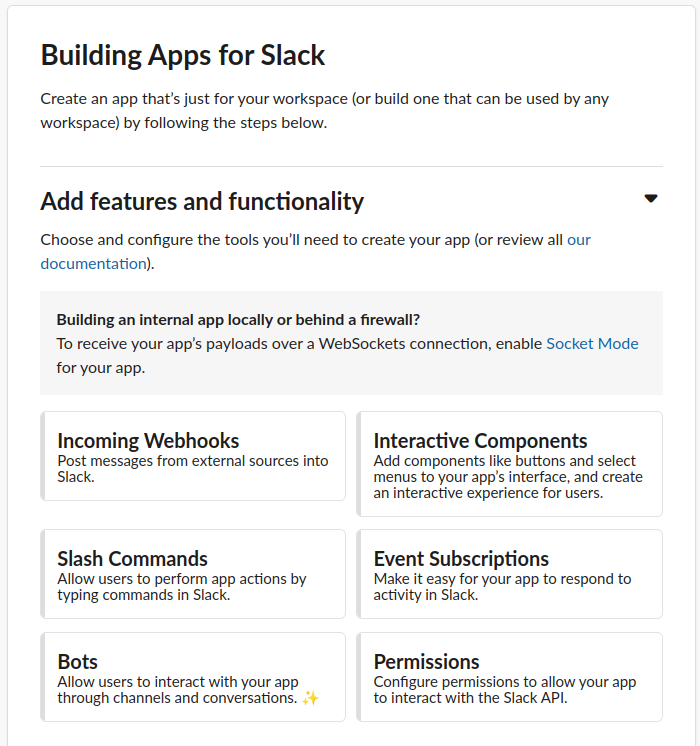 Building Apps for Slack
Create an app that’s just for your workspace (or build one that can be used by any
workspace) by following the steps below.
Add features and functionality
Choose and configure the tools you’ll need to create your app (or review all our
documentation).
Building an internal app locally or behind a firewall?
To receive your app’s payloads over a WebSockets connection, enable Socket Mode
for your app.
Incoming Webhooks
Post messages from external sources into
Slack.
Interactive Components
Add components like buttons and select
menus to your app’s interface, and create
an interactive experience for users.
Slash Commands
Allow users to perform app actions by
typing commands in Slack.
Event Subscriptions
Make it easy for your app to respond to
activity in Slack.
Bots
Allow users to interact with your app
through channels and conversations. ✨
Permissions
Configure permissions to allow your app
to interact with the Slack API.